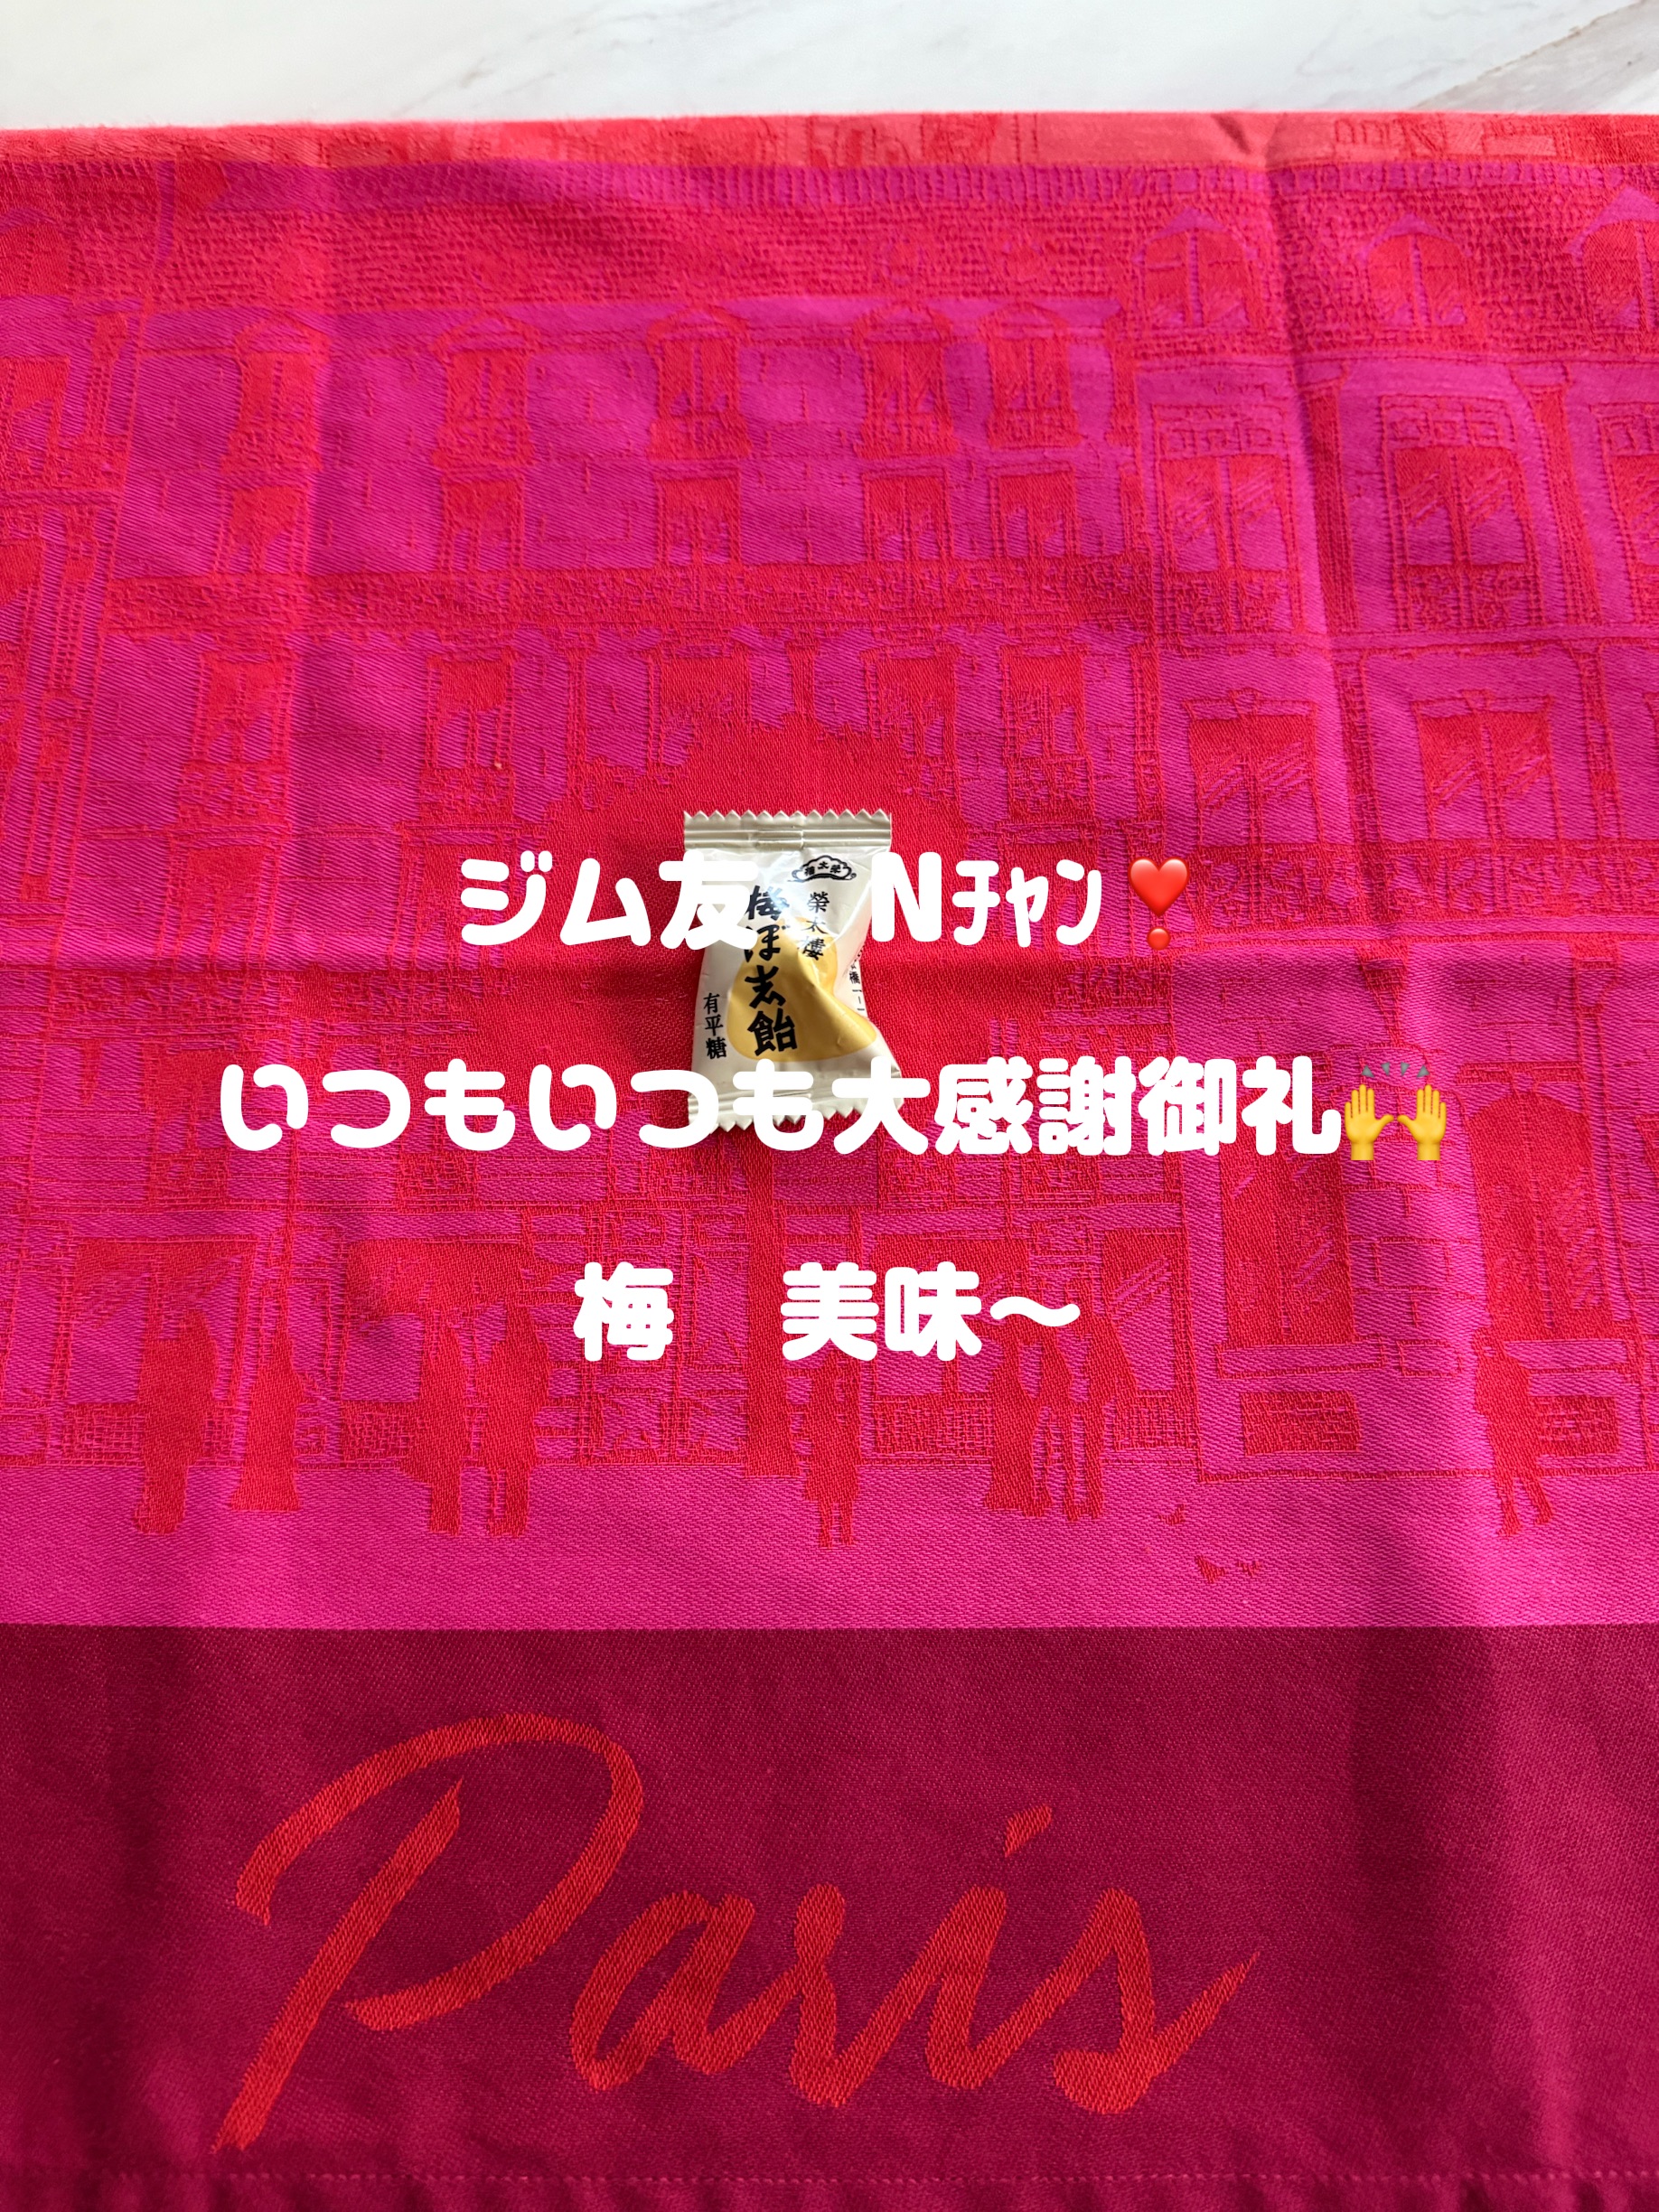 ジム友　Nﾁｬﾝ❣️
いつもいつも大感謝御礼🙌
梅　美味〜
榮太樓
梅ぼ志飴
有平糖
Paris